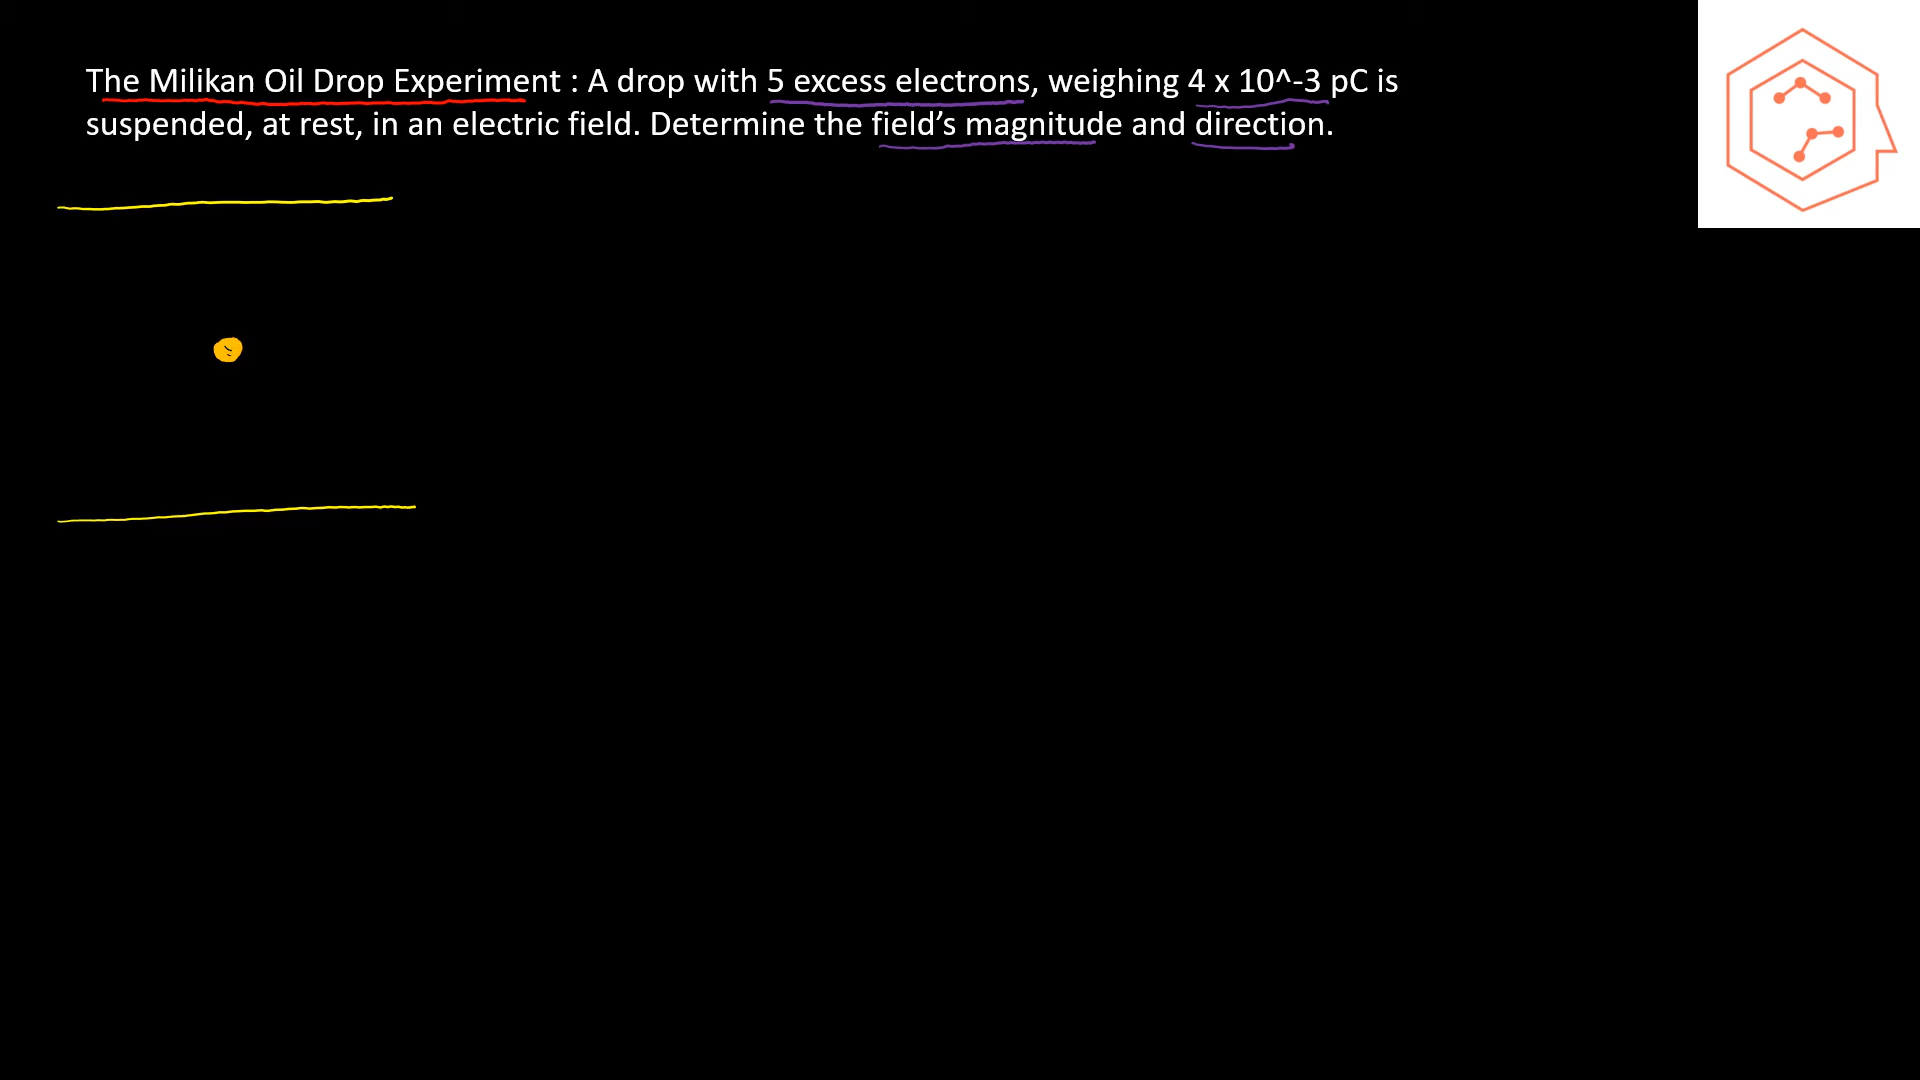 The Milikan Oil Drop Experiment : A drop with 5 excess electrons, weighing 4 x 10^-3 pC is
suspended, at rest, in an electric field. Determine the field’s magnitude and direction.